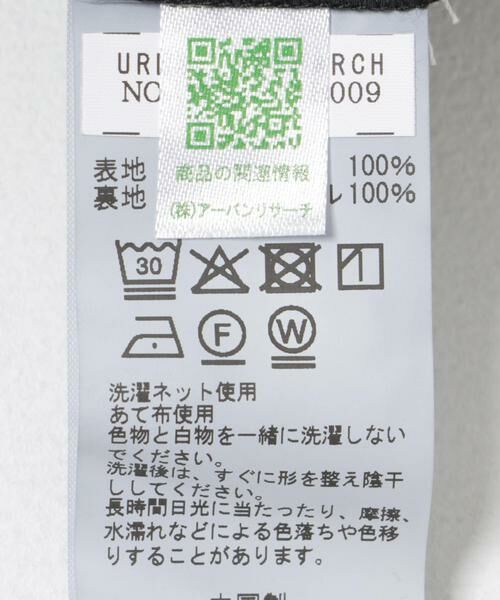 URI RCH
NO 009
商品の関連情報
(株)アーバンリサーチ
表地 100%
裏地 ル100%
30
F W
洗濯ネット使用
あて布使用
色物と白物を一緒に洗濯しない
でください。
洗濯後は、すぐに形を整え陰干
ししてください。
長時間日光に当たったり、摩擦、
水濡れなどによる色落ちや色移
りすることがあります。